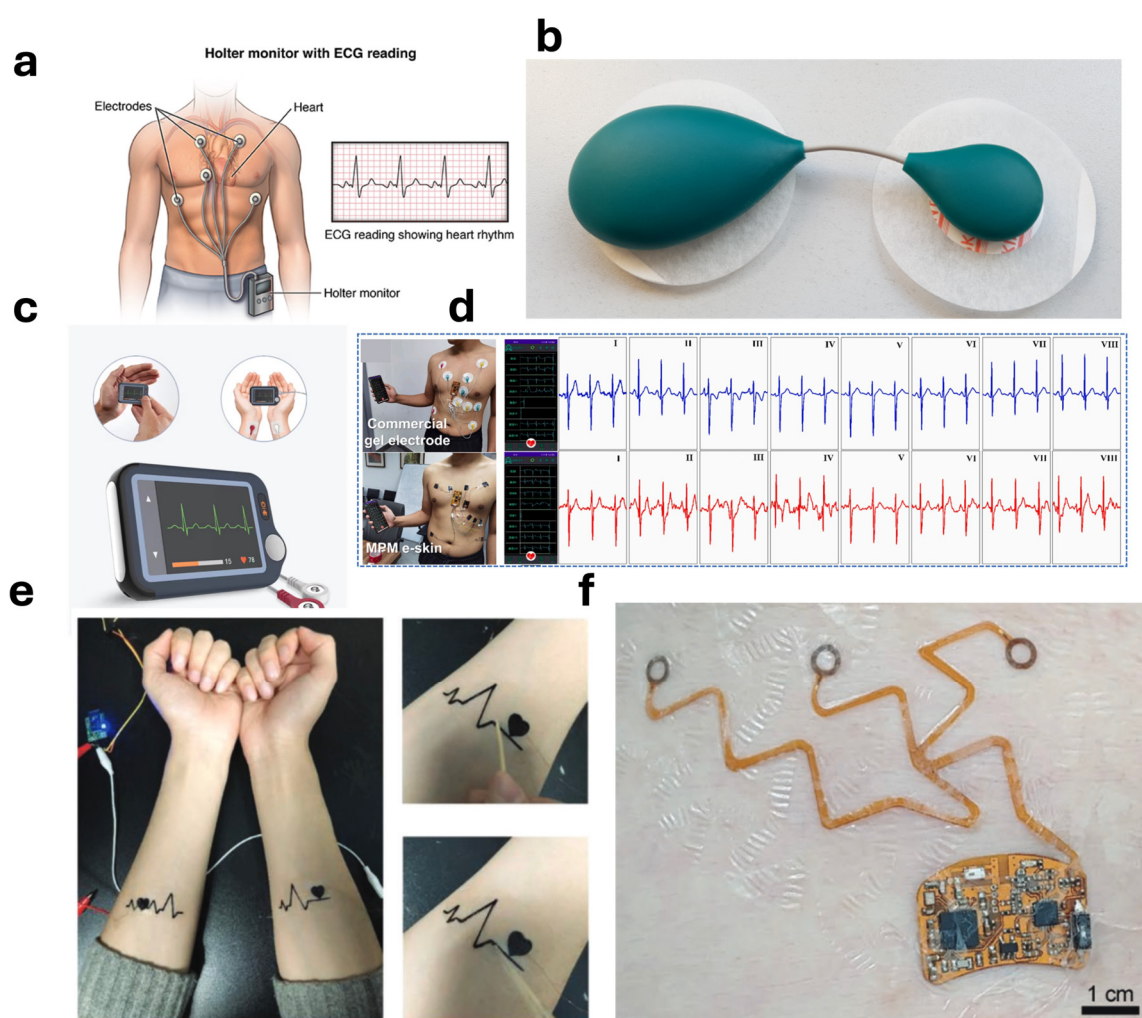 a
Holter monitor with ECG reading
Electrodes
Heart
ECG reading showing heart rhythm
Holter monitor
b
c
15
78
d
Commercial
gel electrode
I
II
III
IV
V
VI
VII
VIII
MPM e-skin
I
II
III
IV
V
VI
VII
VIII
e
f
1 cm